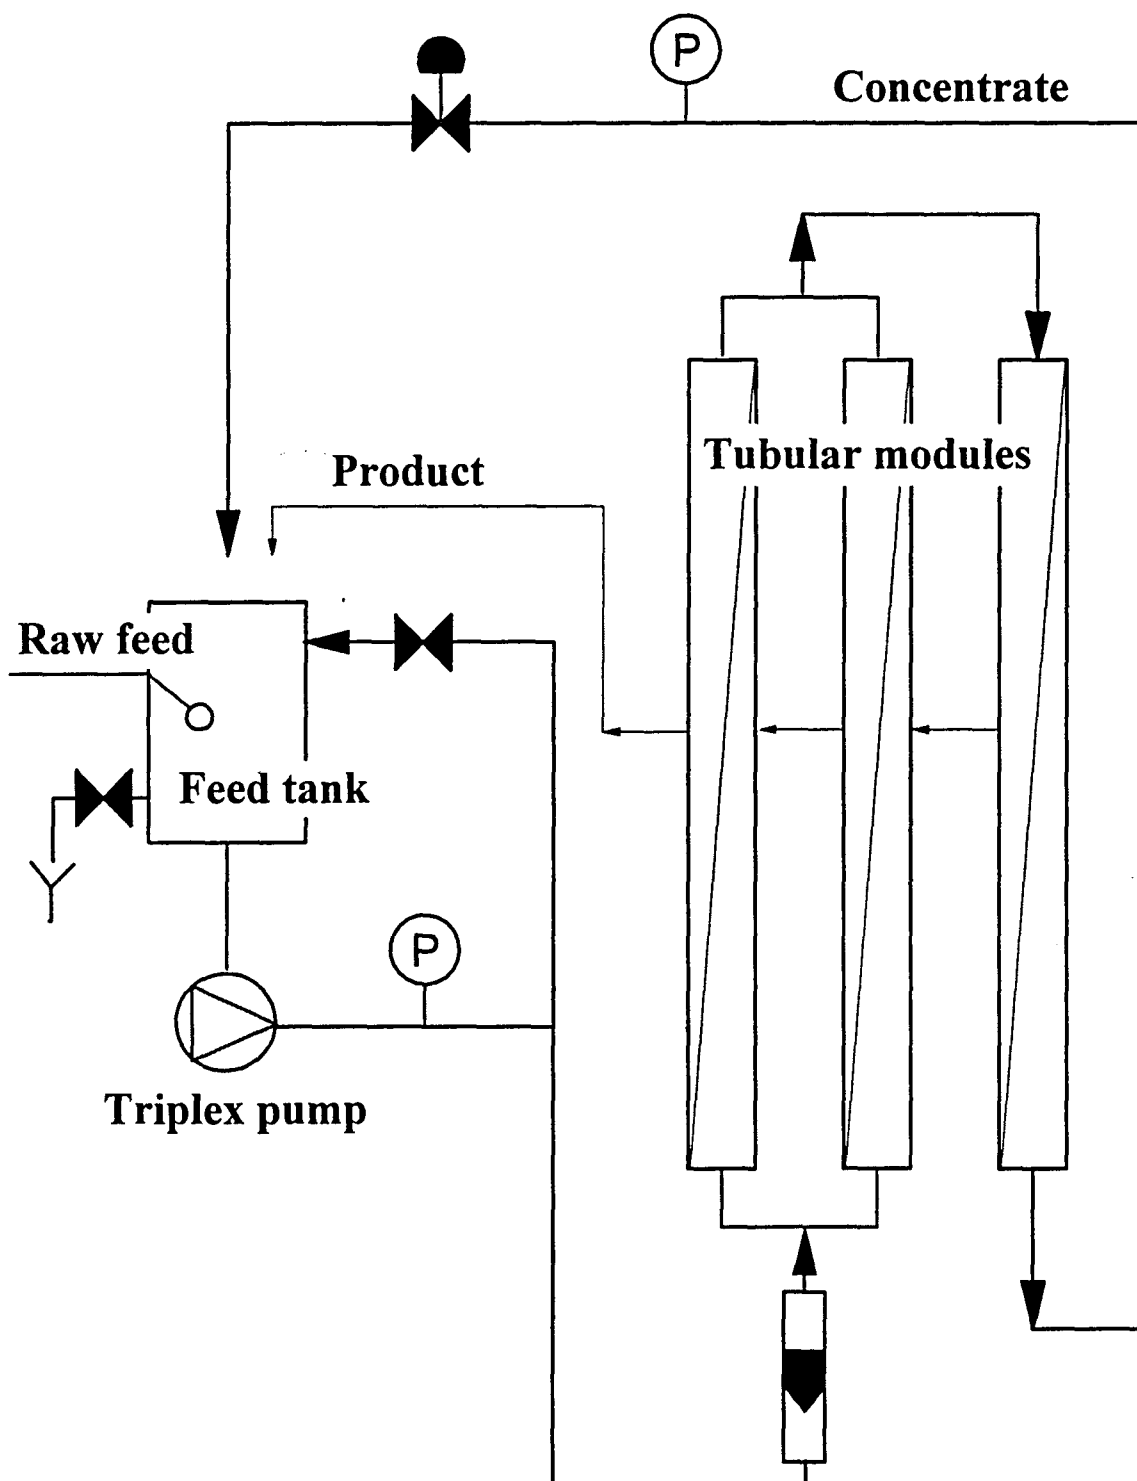 P
Concentrate
Tubular modules
Product
Raw feed
Feed tank
P
Triplex pump